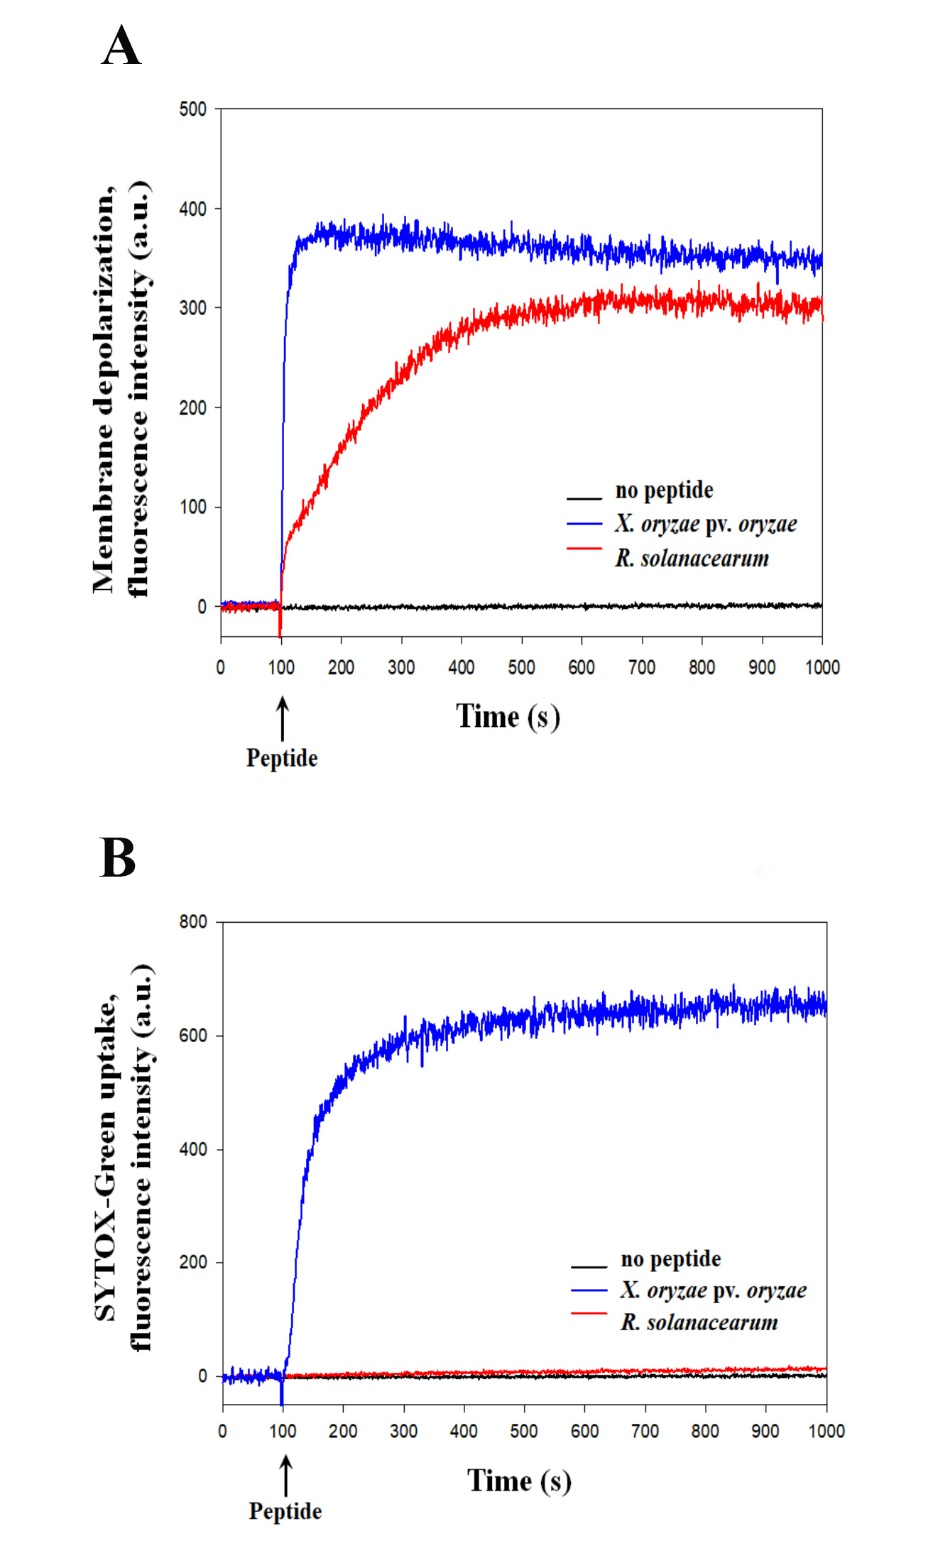 A
500
400
300
200
100
0
Membrane depolarization,
fluorescence intensity (a.u.)
no peptide
X. oryzae pv. oryzae
R. solanacearum
0 100 200 300 400 500 600 700 800 900 1000
Time (s)
Peptide
B
800
600
400
200
0
SYTOX-Green uptake,
fluorescence intensity (a.u.)
no peptide
X. oryzae pv. oryzae
R. solanacearum
0 100 200 300 400 500 600 700 800 900 1000
Time (s)
Peptide